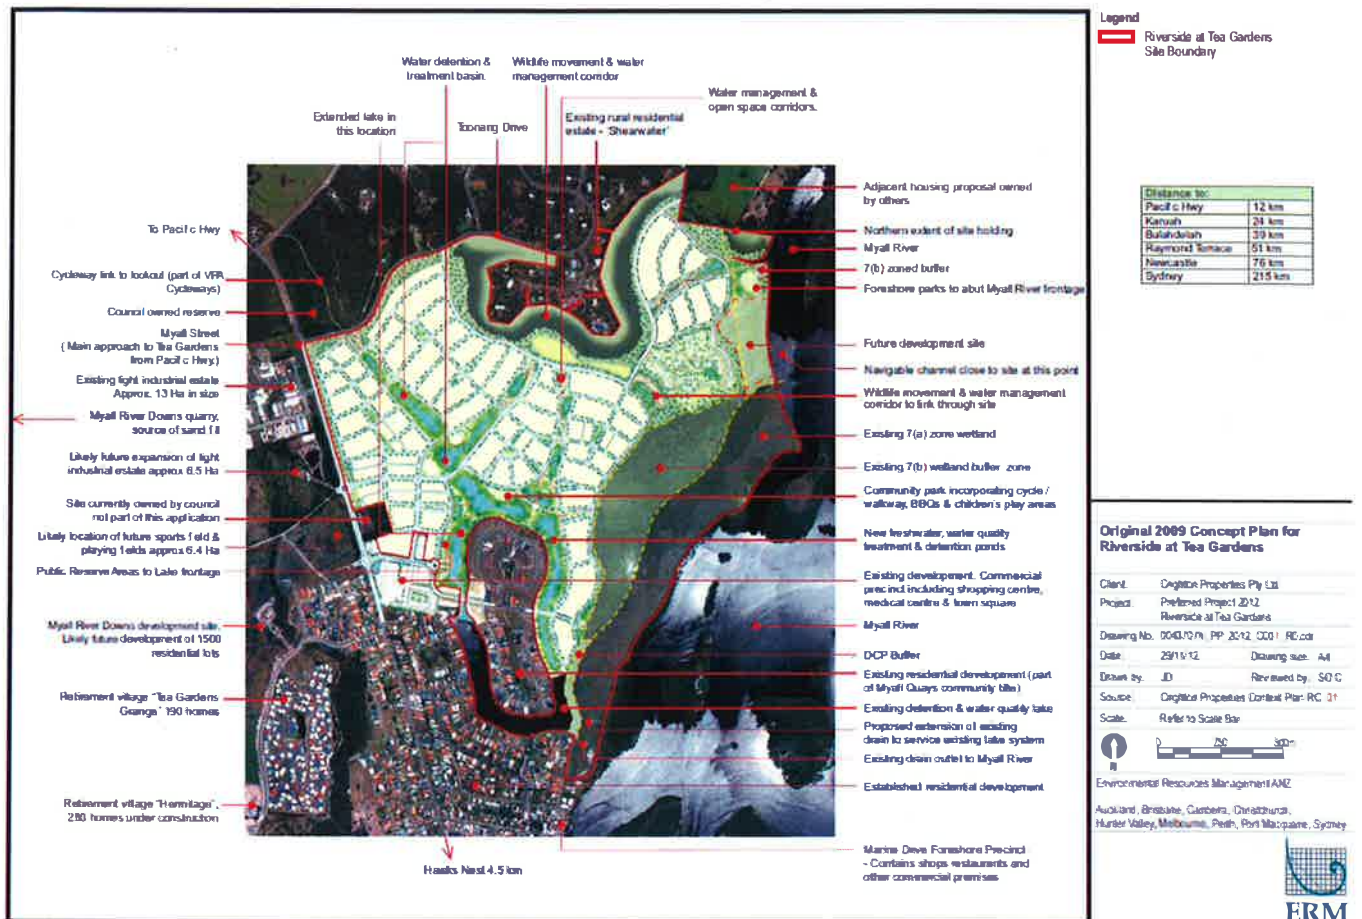 Legend
Riverside at Tea Gardens
Site Boundary
Water detention &
treatment basin.
Wildlife movement & water
management corridor
Water management &
open space corridors.
Extended lake in
this location
Toonang Drive
Existing rural residential
estate - 'Shearwater'
To Pacific Hwy
Cycleway link to lookout (part of VPA
Cycleways)
Council owned reserve
Myall Street
( Main approach to Tea Gardens
from Pacific Hwy.)
Existing light industrial estate
Approx. 13 Ha in size
Myall River Downs quarry,
source of sand fill
Likely future expansion of light
industrial estate approx 6.5 Ha
Site currently owned by council
not part of this application
Likely location of future sports field &
playing fields approx 6.4 Ha
Public Reserve Areas to Lake frontage
Myall River Downs development site.
Likely future development of 1500
residential lots
Retirement village "Tea Gardens
Grange" 190 homes
Retirement village "Hermitage",
280 homes under construction
Hawks Nest 4.5 km
Adjacent housing proposal owned
by others
Northern extent of site holding
Myall River
7(b) zoned buffer
Foreshore parks to abut Myall River frontage
Future development site
Navigable channel close to site at this point
Wildlife movement & water management
corridor to link through site
Existing 7(a) zone wetland
Existing 7(b) wetland buffer zone
Community park incorporating cycle /
walkway, BBQs & children's play areas
New freshwater, water quality
treatment & detention ponds
Existing development. Commercial
precinct including shopping centre,
medical centre & town square
Myall River
DCP Buffer
Existing residential development (part
of Myall Quays community title)
Existing detention & water quality lake
Proposed extension of existing
drain to service existing lake system
Existing drain outlet to Myall River
Established residential development
Marine Drive Foreshore Precinct
- Contains shops restaurants and
other commercial premises
Distance to:
Pacific Hwy 12 km
Karuah 24 km
Bulahdelah 39 km
Raymond Terrace 51 km
Newcastle 76 km
Sydney 215 km
Original 2009 Concept Plan for
Riverside at Tea Gardens
Client: Crighton Properties Pty Ltd
Project: Preferred Project 2012
Riverside at Tea Gardens
Drawing No.
Date: 29/11/12 Drawing size: A4
Drawn by: JD Reviewed by:
Source: Crighton Properties Context Plan
Scale: Refer to Scale Bar
N
Environmental Resources Management ANZ
Auckland, Brisbane, Canberra, Christchurch,
Hunter Valley, Melbourne, Perth, Port Macquarie, Sydney
ERM